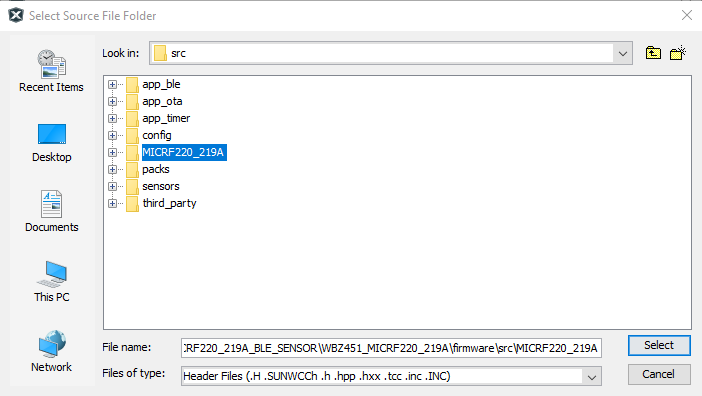 Select Source File Folder
Look in:
src
Recent Items
Desktop
Documents
This PC
Network
app_ble
app_ota
app_timer
config
MICRF220_219A
packs
sensors
third_party
File name:
RF220_219A_BLE_SENSOR\WBZ451_MICRF220_219A\firmware\src\MICRF220_219A
Select
Files of type:
Header Files (.H .SUNWCCh .h .hpp .hxx .tcc .inc .INC)
Cancel